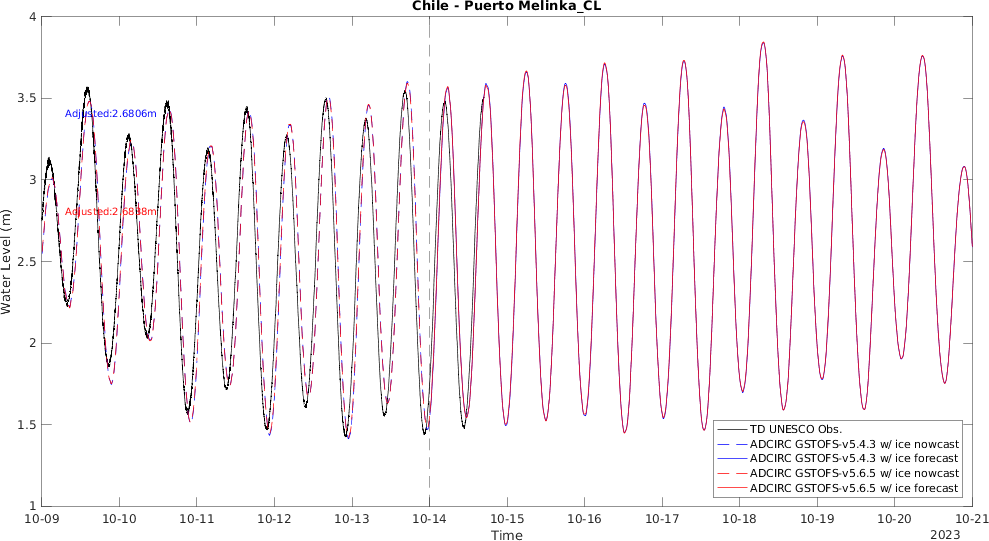 Chile - Puerto Melinka_CL
4
3.5
3
2.5
2
1.5
1
Water Level (m)
Adjusted:2.6806m
Adjusted:2.6838m
TD UNESCO Obs.
ADCIRC GSTOFS-v5.4.3 w/ ice nowcast
ADCIRC GSTOFS-v5.4.3 w/ ice forecast
ADCIRC GSTOFS-v5.6.5 w/ ice nowcast
ADCIRC GSTOFS-v5.6.5 w/ ice forecast
10-09 10-10 10-11 10-12 10-13 10-14 10-15 10-16 10-17 10-18 10-19 10-20 10-21
Time
2023